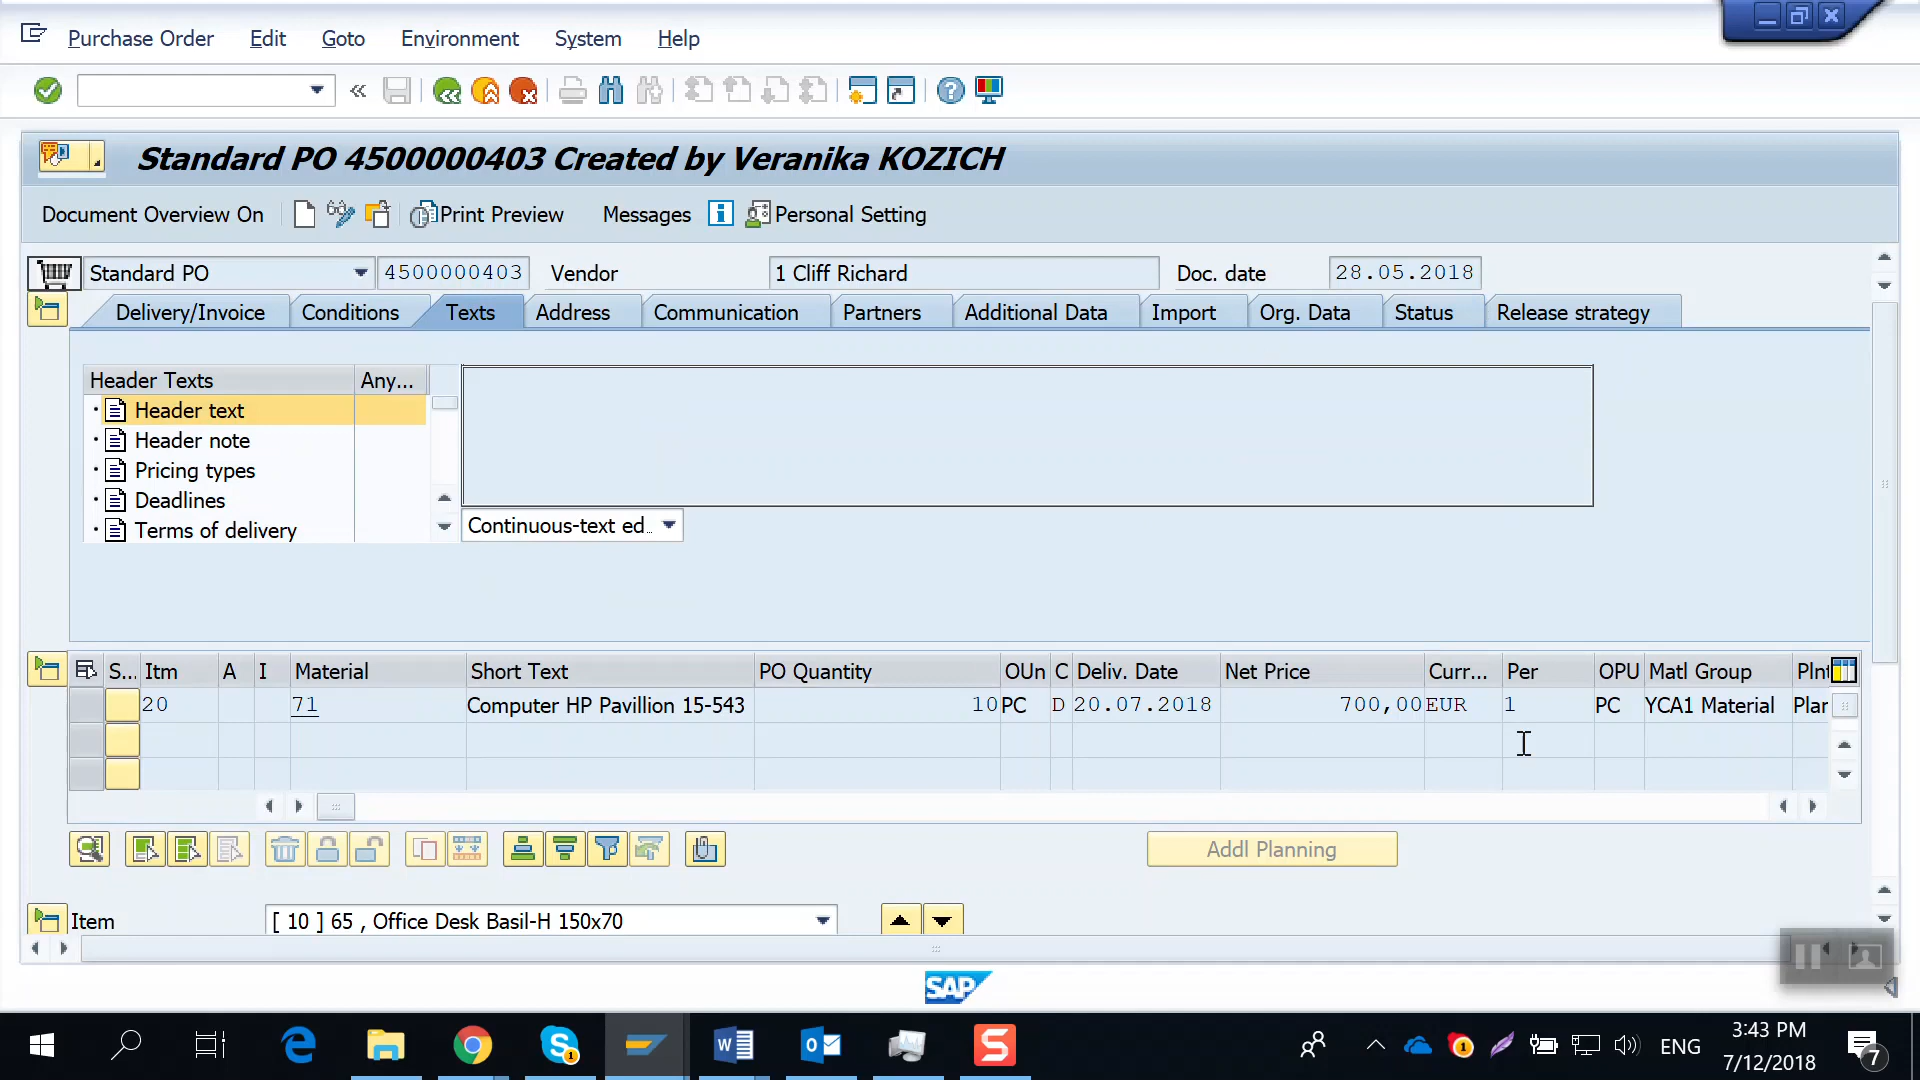 Purchase Order Edit Goto Environment System Help
Standard PO 4500000403 Created by Veranika KOZICH
Document Overview On Print Preview Messages Personal Setting
Standard PO 4500000403 Vendor 1 Cliff Richard Doc. date 28.05.2018
Delivery/Invoice Conditions Texts Address Communication Partners Additional Data Import Org. Data Status Release strategy
Header Texts Any...
Header text
Header note
Pricing types
Deadlines
Terms of delivery
Continuous-text ed..
S... Itm A I Material Short Text PO Quantity OUn C Deliv. Date Net Price Curr... Per OPU Matl Group Plnt
20 71 Computer HP Pavillion 15-543 10 PC D 20.07.2018 700,00 EUR 1 PC YCA1 Material Plan
Addl Planning
Item [ 10 ] 65 , Office Desk Basil-H 150x70
SAP
3:43 PM
ENG
7/12/2018
7